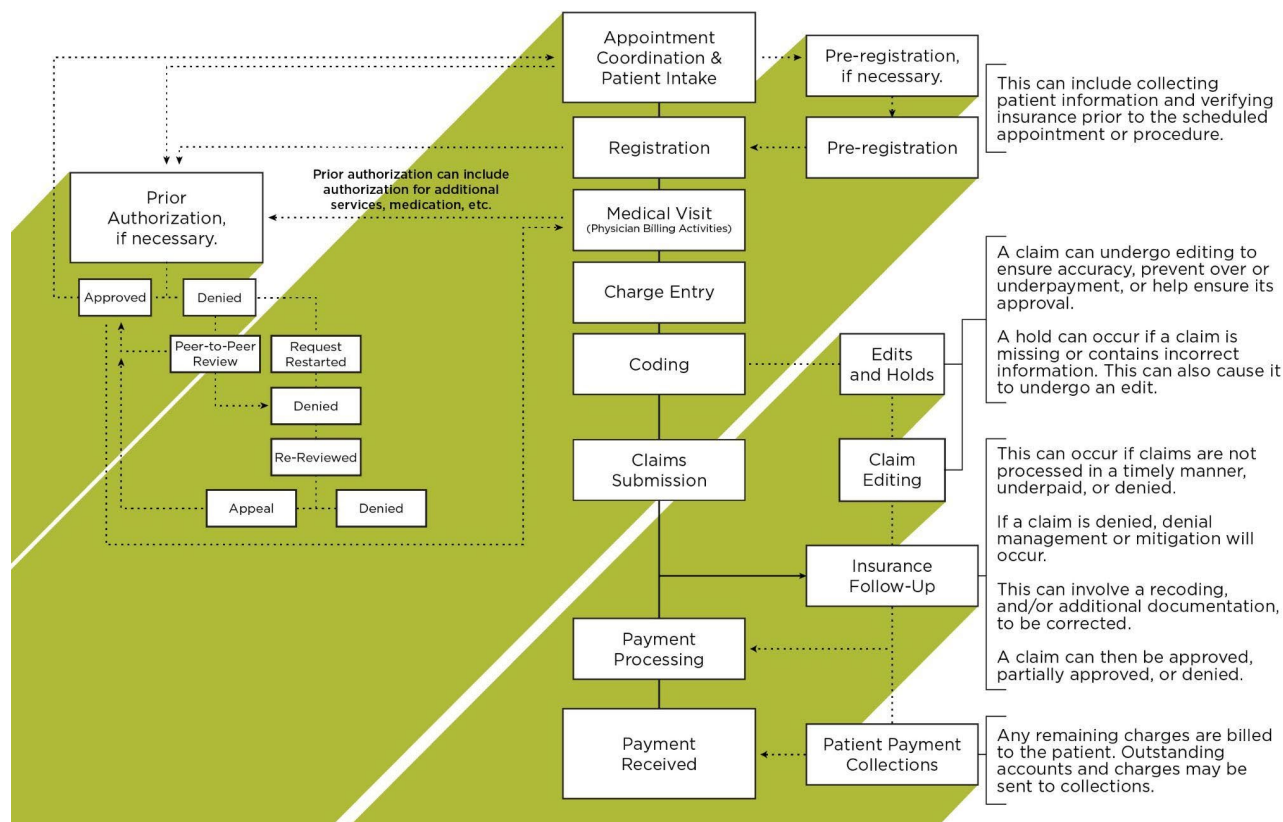 Appointment
Coordination &
Patient Intake
Pre-registration,
if necessary.
This can include collecting
patient information and verifying
insurance prior to the scheduled
appointment or procedure.
Registration
Pre-registration
Prior authorization can include
authorization for additional
services, medication, etc.
Prior
Authorization,
if necessary.
Medical Visit
(Physician Billing Activities)
Approved
Denied
Charge Entry
A claim can undergo editing to
ensure accuracy, prevent over or
underpayment, or help ensure its
approval.
A hold can occur if a claim is
missing or contains incorrect
information. This can also cause it
to undergo an edit.
Peer-to-Peer
Review
Request
Restarted
Coding
Edits
and Holds
Denied
Re-Reviewed
Appeal
Denied
Claims
Submission
Claim
Editing
This can occur if claims are not
processed in a timely manner,
underpaid, or denied.
If a claim is denied, denial
management or mitigation will
occur.
This can involve a recoding,
and/or additional documentation,
to be corrected.
A claim can then be approved,
partially approved, or denied.
Insurance
Follow-Up
Payment
Processing
Payment
Received
Patient Payment
Collections
Any remaining charges are billed
to the patient. Outstanding
accounts and charges may be
sent to collections.